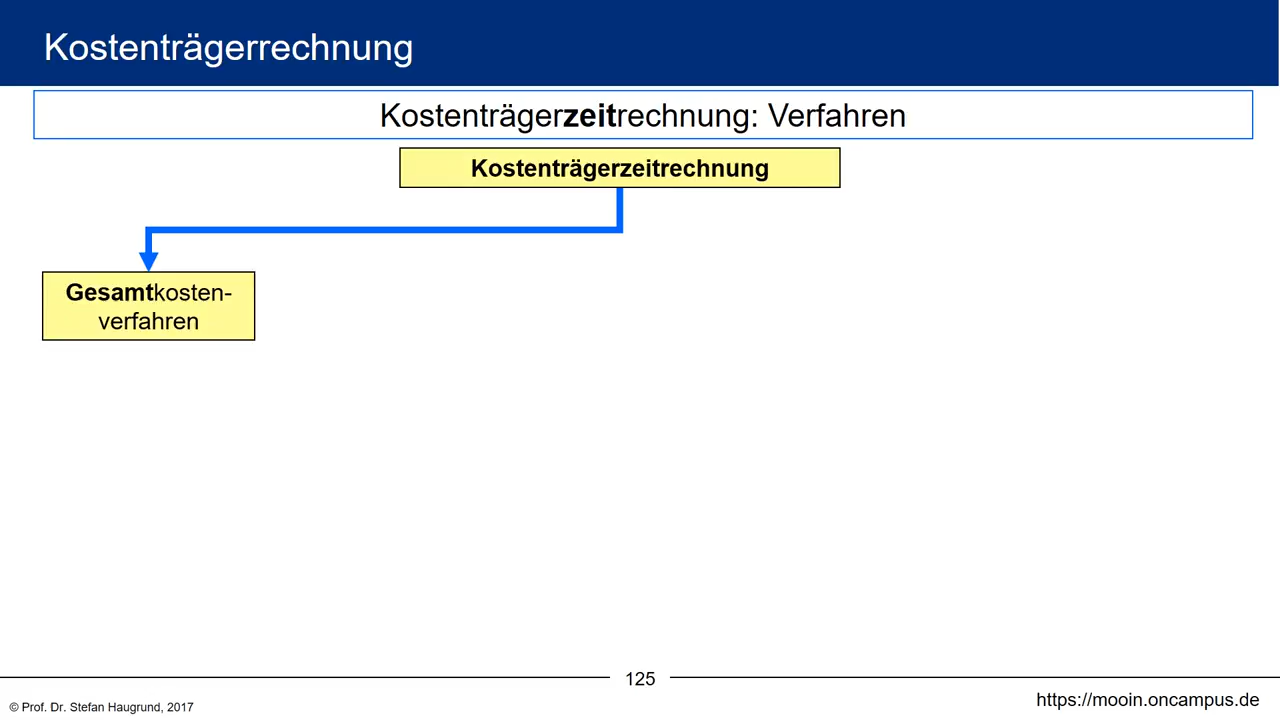 Kostenträgerrechnung
Kostenträgerzeitrechnung: Verfahren
Kostenträgerzeitrechnung
Gesamtkosten-
verfahren
125
© Prof. Dr. Stefan Haugrund, 2017
https://mooin.oncampus.de